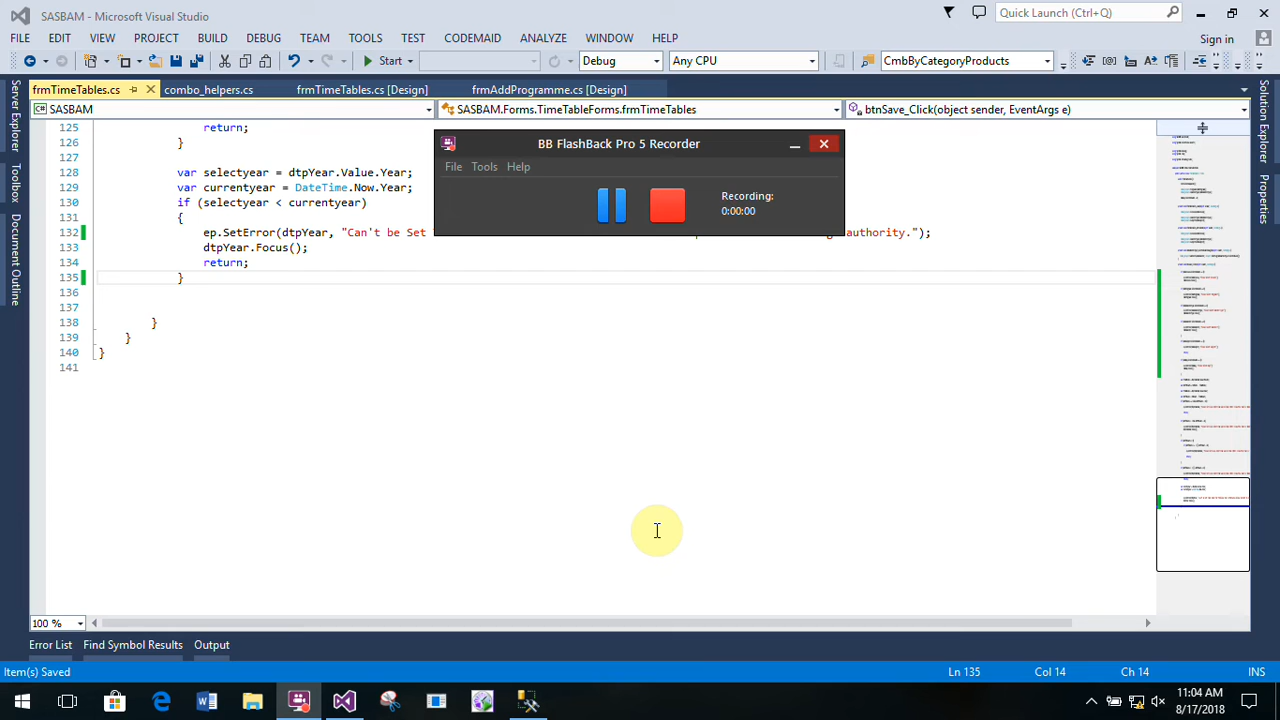 SASBAM - Microsoft Visual Studio
Quick Launch (Ctrl+Q)
FILE EDIT VIEW PROJECT BUILD DEBUG TEAM TOOLS TEST CODEMAID ANALYZE WINDOW HELP
Sign in
Start Debug Any CPU CmbByCategoryProducts
frmTimeTables.cs combo_helpers.cs frmTimeTables.cs [Design] frmAddProgramme.cs [Design]
SASBAM SASBAM.Forms.TimeTableForms.frmTimeTables btnSave_Click(object sender, EventArgs e)
Server Explorer
Toolbox
Document Outline
Solution Explorer
Properties
BB FlashBack Pro 5 Recorder
File Tools Help
Recording:
0:00:00
125 return;
126 }
127
128 var selectyear = dtpYear.Value.Year;
129 var currentyear = DateTime.Now.Year;
130 if (selectyear < currentyear)
131 {
132 ep.SetError(dtpYear, "Can't be Set authority.");
133 dtpYear.Focus();
134 return;
135 }
136
137
138 }
139 }
140 }
141
100 %
Error List Find Symbol Results Output
Item(s) Saved Ln 135 Col 14 Ch 14 INS
11:04 AM
8/17/2018